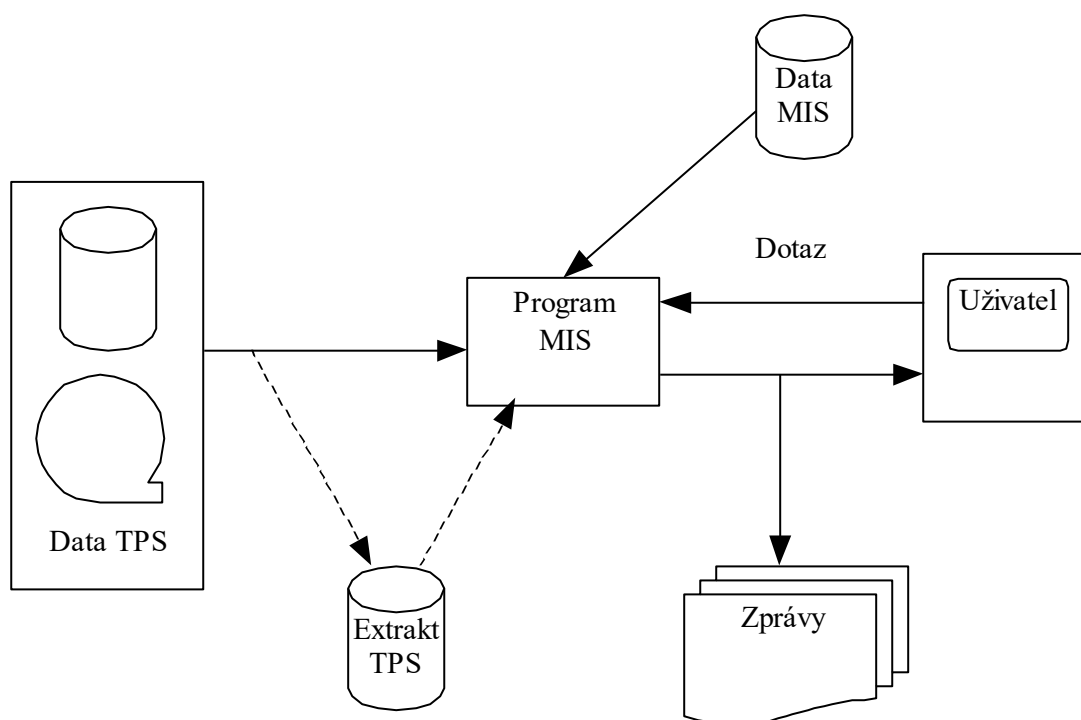 Data
MIS
Dotaz
Uživatel
Program
MIS
Data TPS
Extrakt
TPS
Zprávy